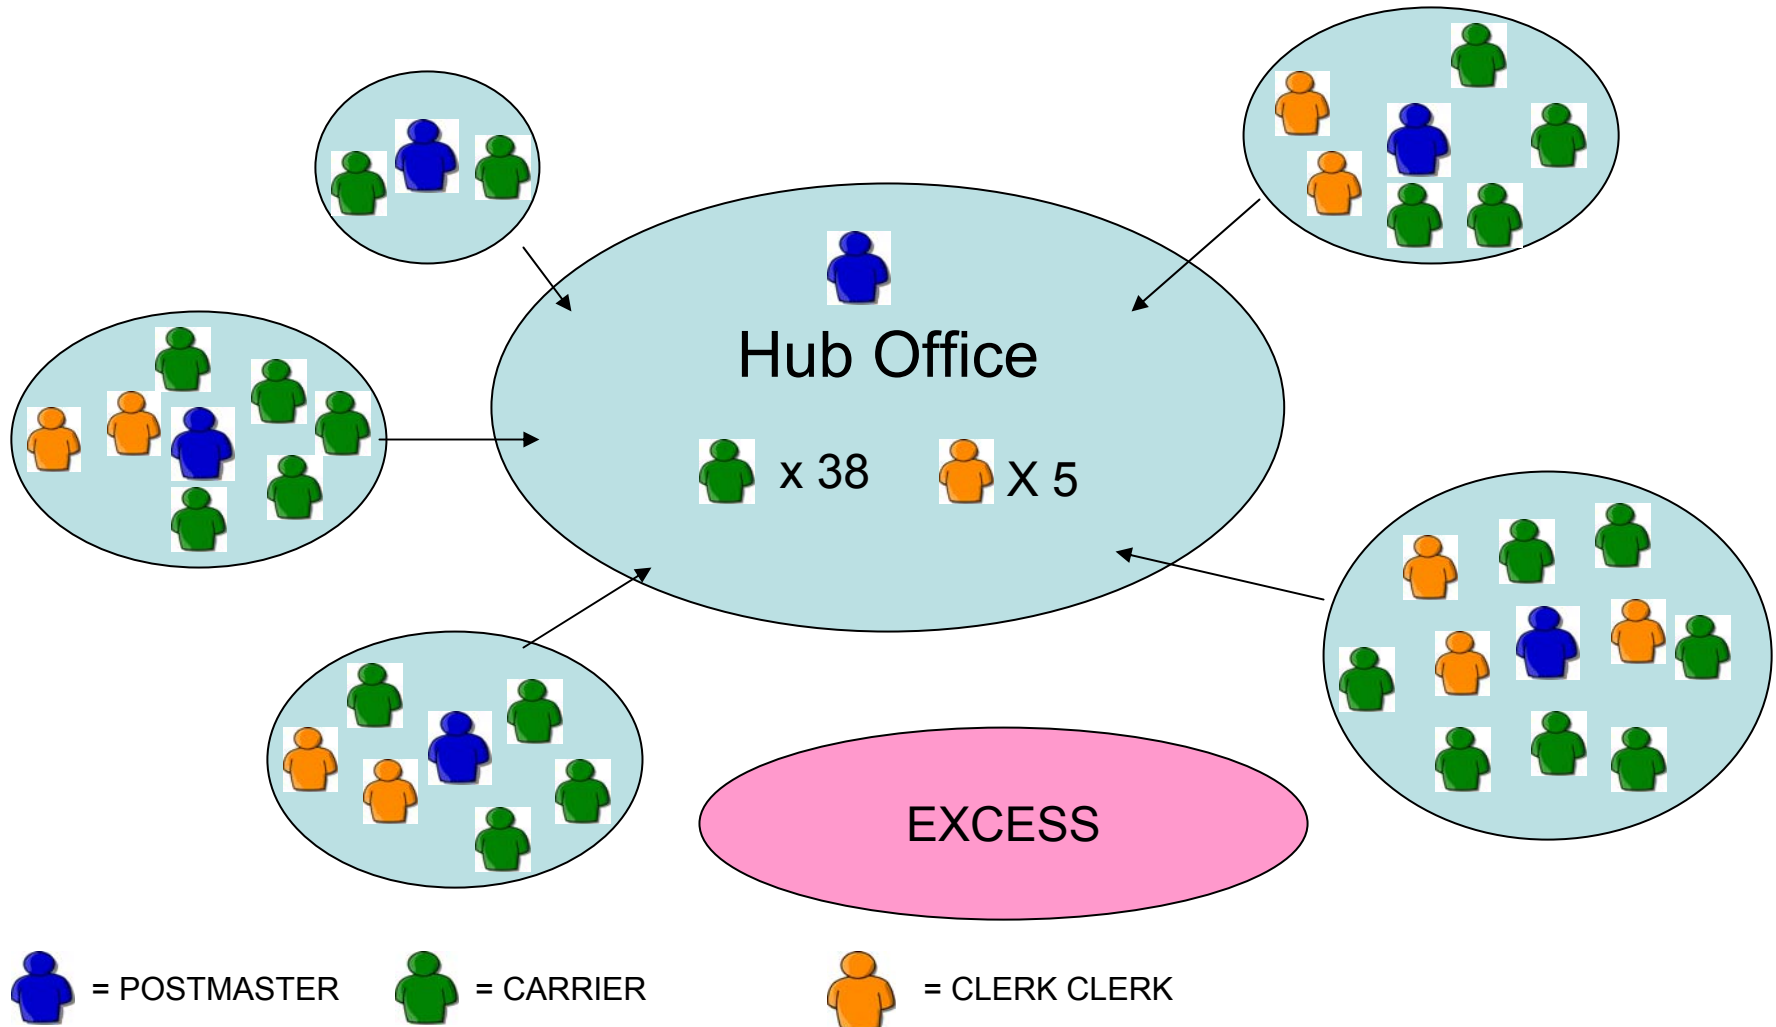 Hub Office
x 38
X 5
EXCESS
= POSTMASTER
= CARRIER
= CLERK CLERK